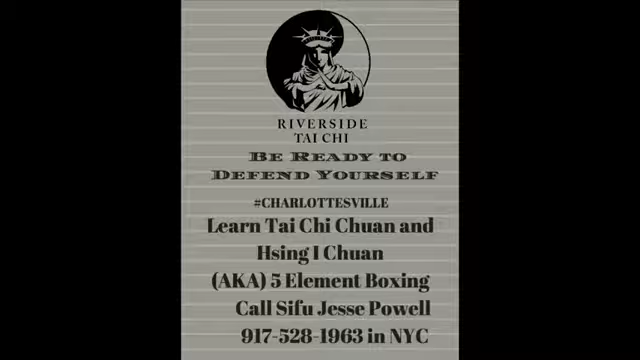 RIVERSIDE
TAI CHI
BE READY TO
DEFEND YOURSELF
#CHARLOTTESVILLE
Learn Tai Chi Chuan and
Hsing I Chuan
(AKA) 5 Element Boxing
Call Sifu Jesse Powell
917-528-1963 in NYC